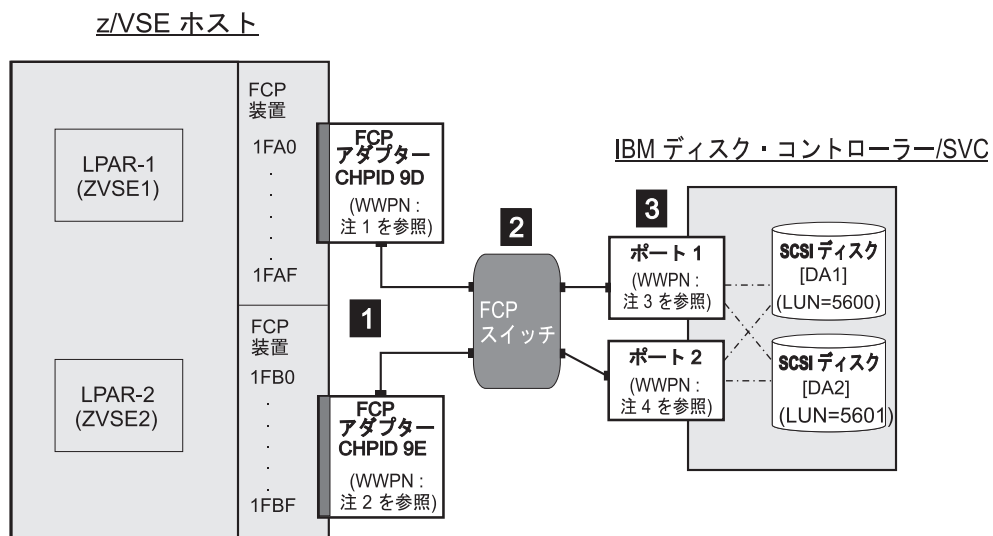 z/VSE ホスト
FCP
装置
1FA0
.
.
.
.
.
1FAF
LPAR-1
(ZVSE1)
FCP
アダプター
CHPID 9D
(WWPN :
注 1 を参照)
1
FCP
装置
1FB0
.
.
.
.
.
1FBF
LPAR-2
(ZVSE2)
FCP
アダプター
CHPID 9E
(WWPN :
注 2 を参照)
2
FCP
スイッチ
IBM ディスク・コントローラー/SVC
3
ポート 1
(WWPN :
注 3 を参照)
ポート 2
(WWPN :
注 4 を参照)
SCSI ディスク
[DA1]
(LUN=5600)
SCSI ディスク
[DA2]
(LUN=5601)